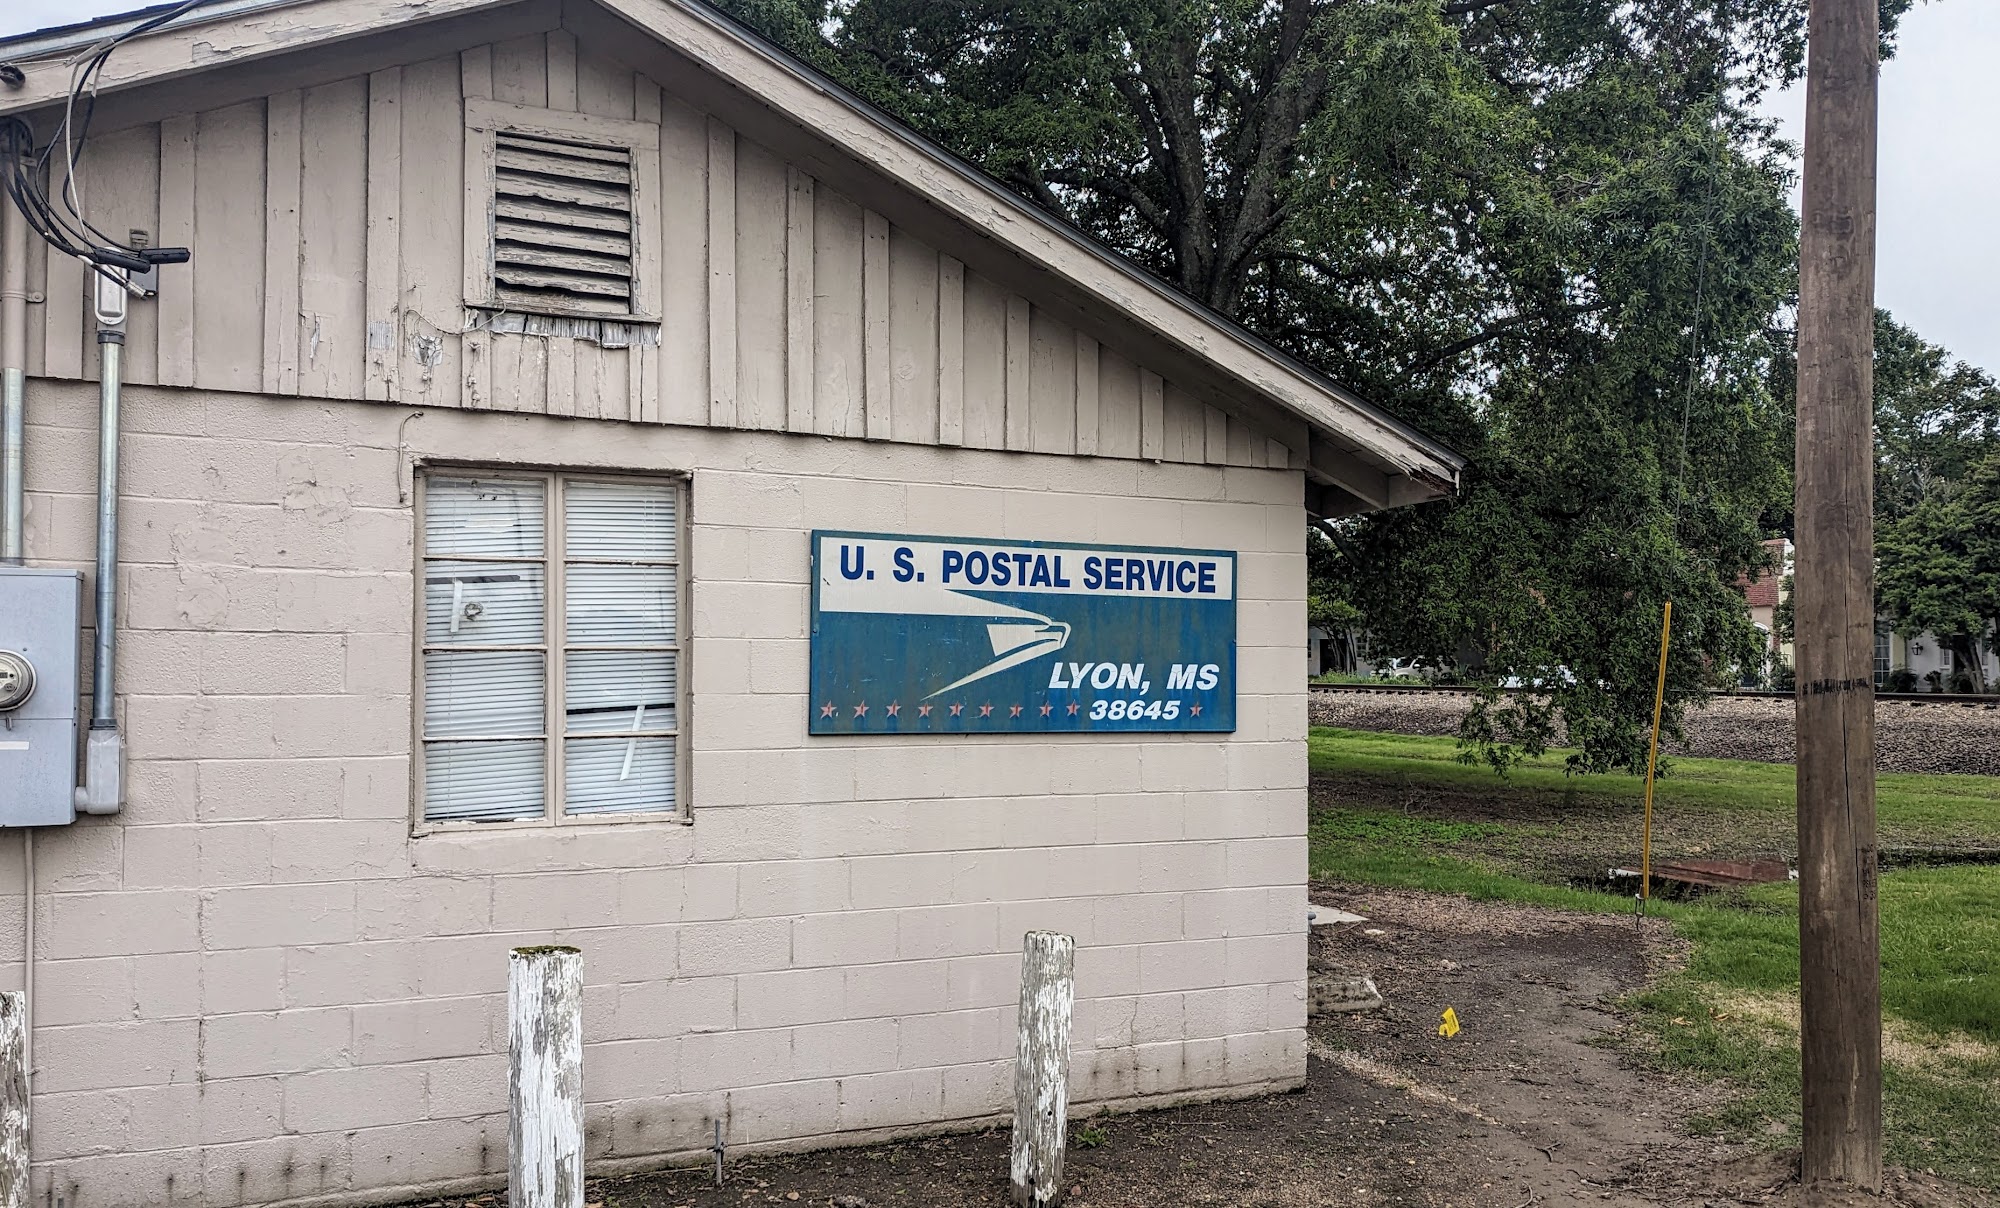 U. S. POSTAL SERVICE
LYON, MS
38645